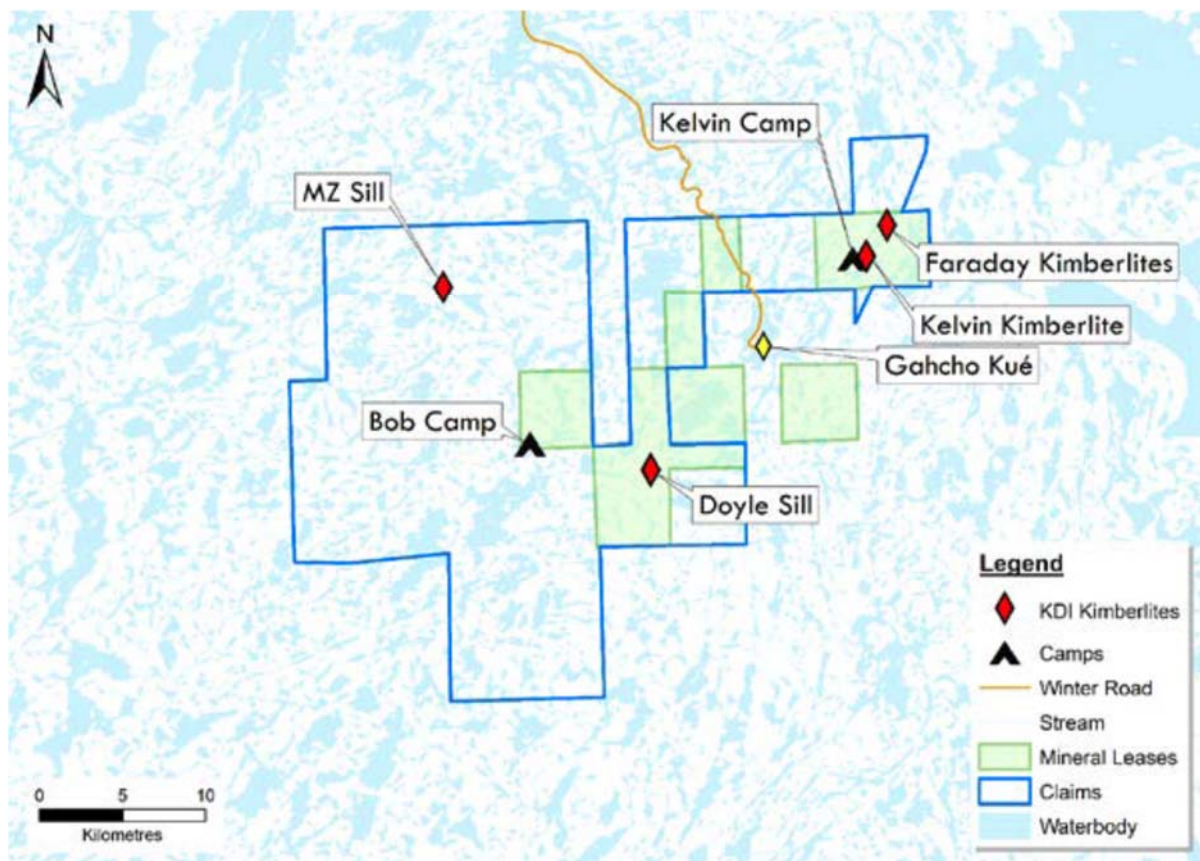 N
Kelvin Camp
MZ Sill
Faraday Kimberlites
Kelvin Kimberlite
Gahcho Kué
Bob Camp
Doyle Sill
Legend
KDI Kimberlites
Camps
Winter Road
Stream
Mineral Leases
Claims
Waterbody
0 5 10
Kilometres